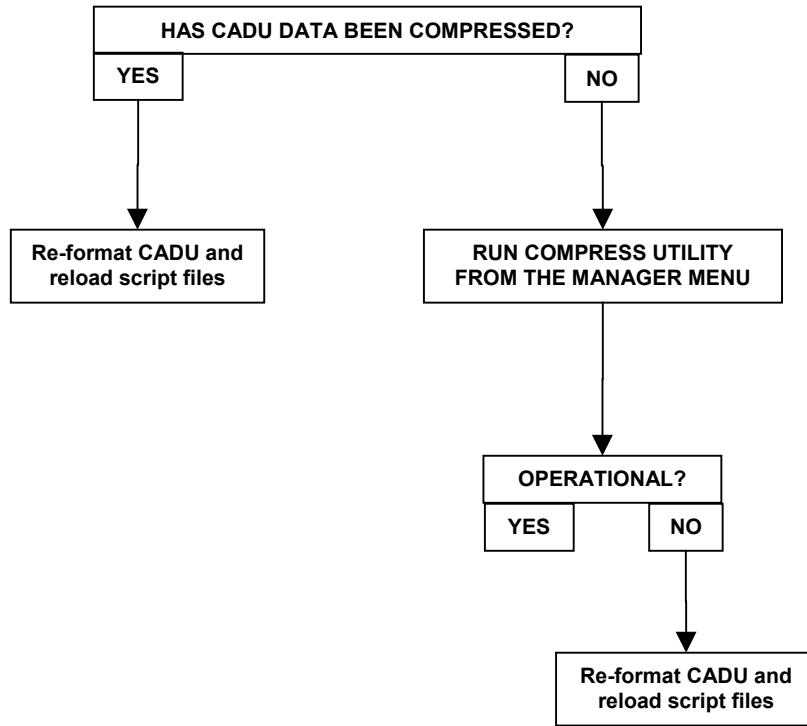 HAS CADU DATA BEEN COMPRESSED?
YES
NO
Re-format CADU and
reload script files
RUN COMPRESS UTILITY
FROM THE MANAGER MENU
OPERATIONAL?
YES
NO
Re-format CADU and
reload script files